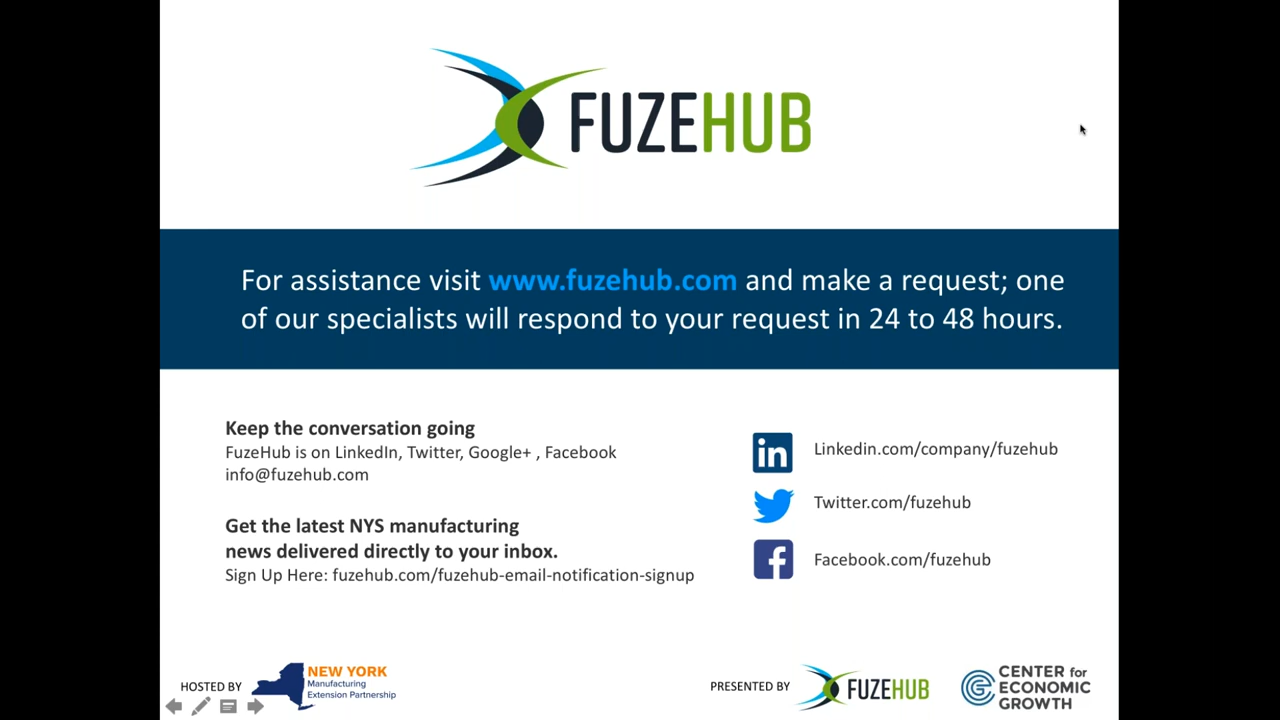 FUZEHUB
For assistance visit www.fuzehub.com and make a request; one
of our specialists will respond to your request in 24 to 48 hours.
Keep the conversation going
FuzeHub is on LinkedIn, Twitter, Google+ , Facebook
info@fuzehub.com
Get the latest NYS manufacturing
news delivered directly to your inbox.
Sign Up Here: fuzehub.com/fuzehub-email-notification-signup
in Linkedin.com/company/fuzehub
Twitter.com/fuzehub
f Facebook.com/fuzehub
HOSTED BY
NEW YORK
Manufacturing
Extension Partnership
PRESENTED BY
FUZEHUB
CENTER for
ECONOMIC
GROWTH